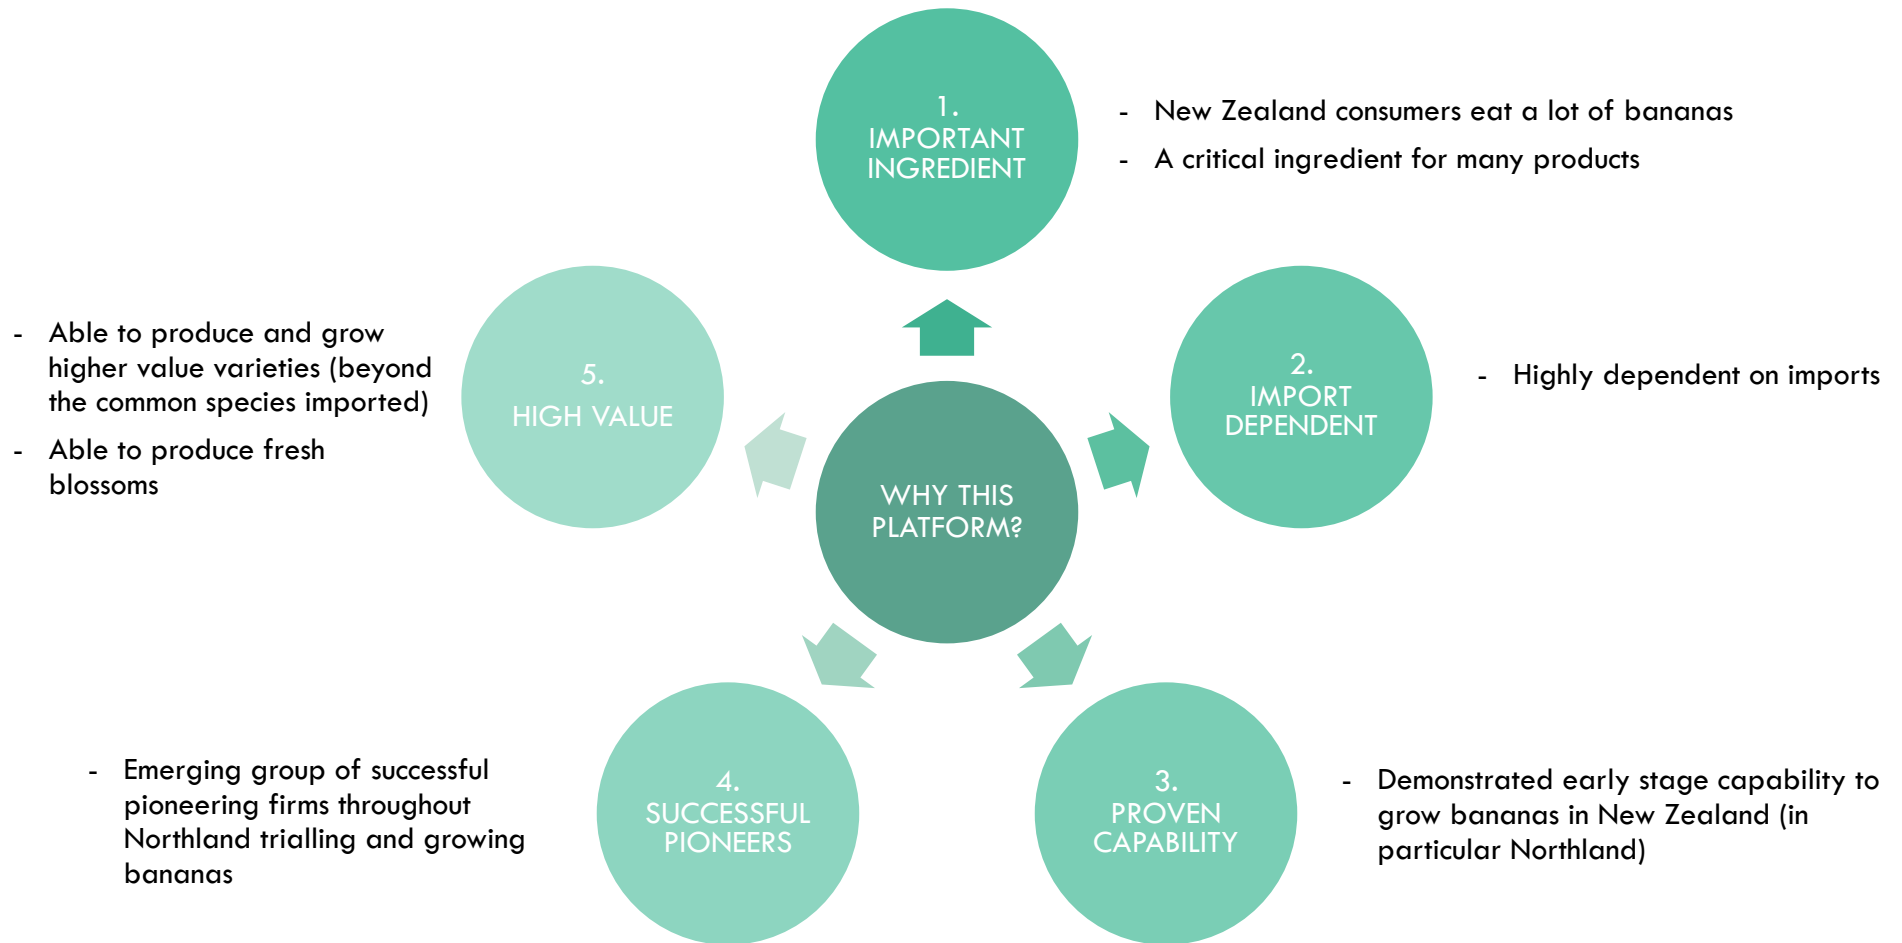 1.
IMPORTANT
INGREDIENT
- New Zealand consumers eat a lot of bananas
- A critical ingredient for many products
2.
IMPORT
DEPENDENT
- Highly dependent on imports
3.
PROVEN
CAPABILITY
- Demonstrated early stage capability to
grow bananas in New Zealand (in
particular Northland)
4.
SUCCESSFUL
PIONEERS
- Emerging group of successful
pioneering firms throughout
Northland trialling and growing
bananas
5.
HIGH VALUE
- Able to produce and grow
higher value varieties (beyond
the common species imported)
- Able to produce fresh
blossoms
WHY THIS
PLATFORM?